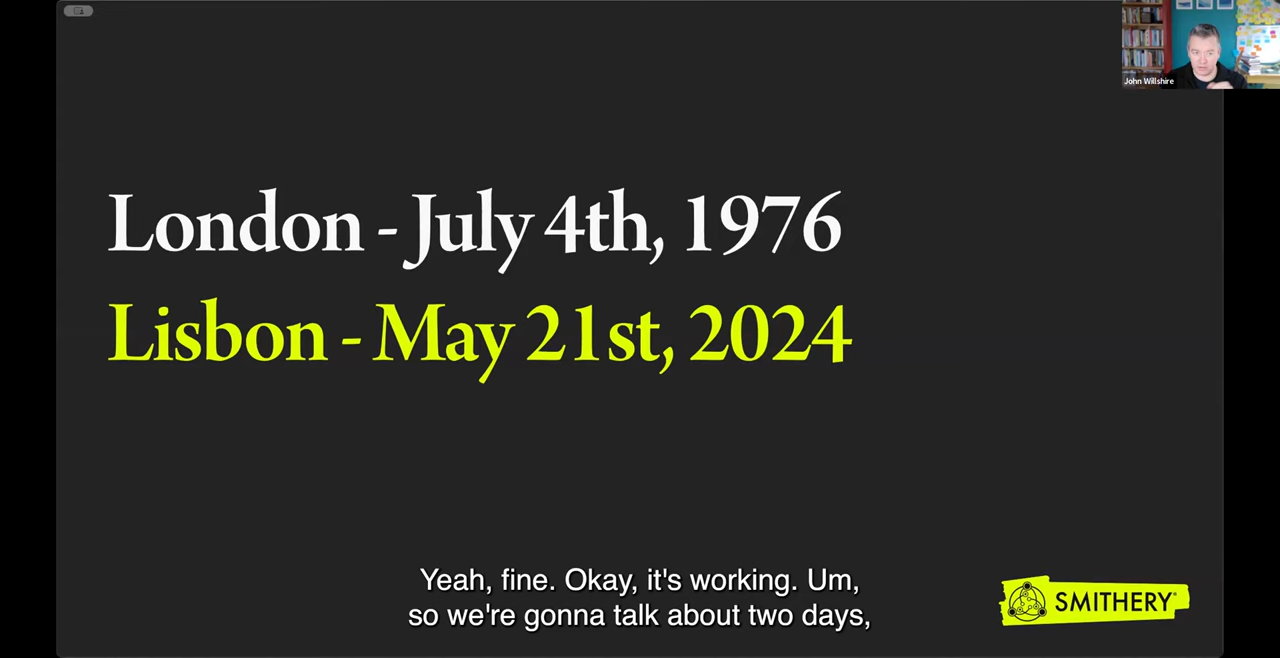 John Willshire
London - July 4th, 1976
Lisbon - May 21st, 2024
Yeah, fine. Okay, it's working. Um,
so we're gonna talk about two days,
SMITHERY